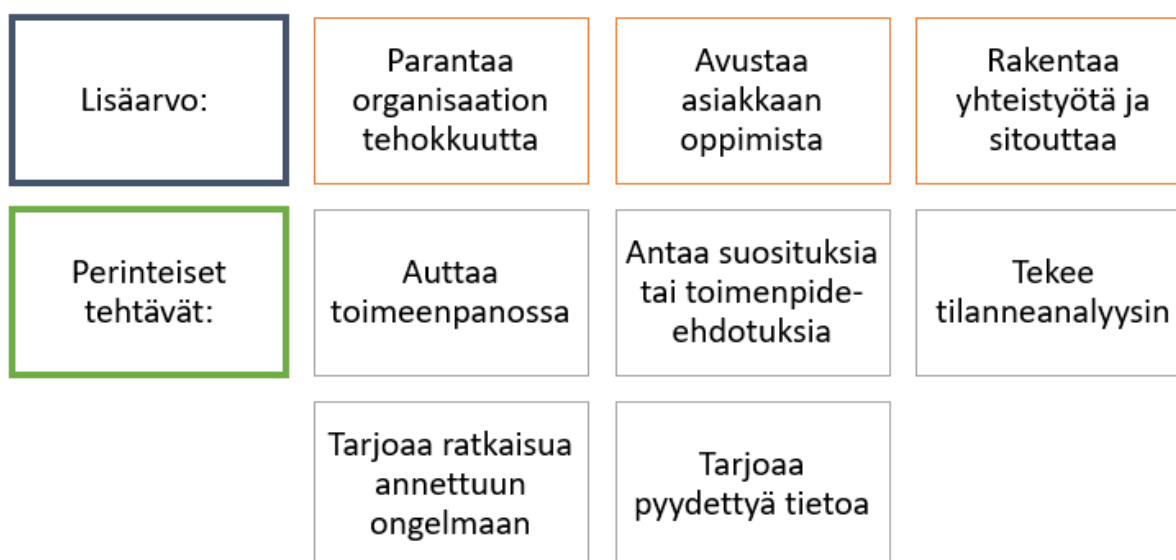 Lisäarvo:
Parantaa
organisaation
tehokkuutta
Avustaa
asiakkaan
oppimista
Rakentaa
yhteistyötä ja
sitouttaa
Perinteiset
tehtävät:
Auttaa
toimeenpanossa
Antaa suosituksia
tai toimenpide-
ehdotuksia
Tekee
tilanneanalyysin
Tarjoaa ratkaisua
annettuun
ongelmaan
Tarjoaa
pyydettyä tietoa